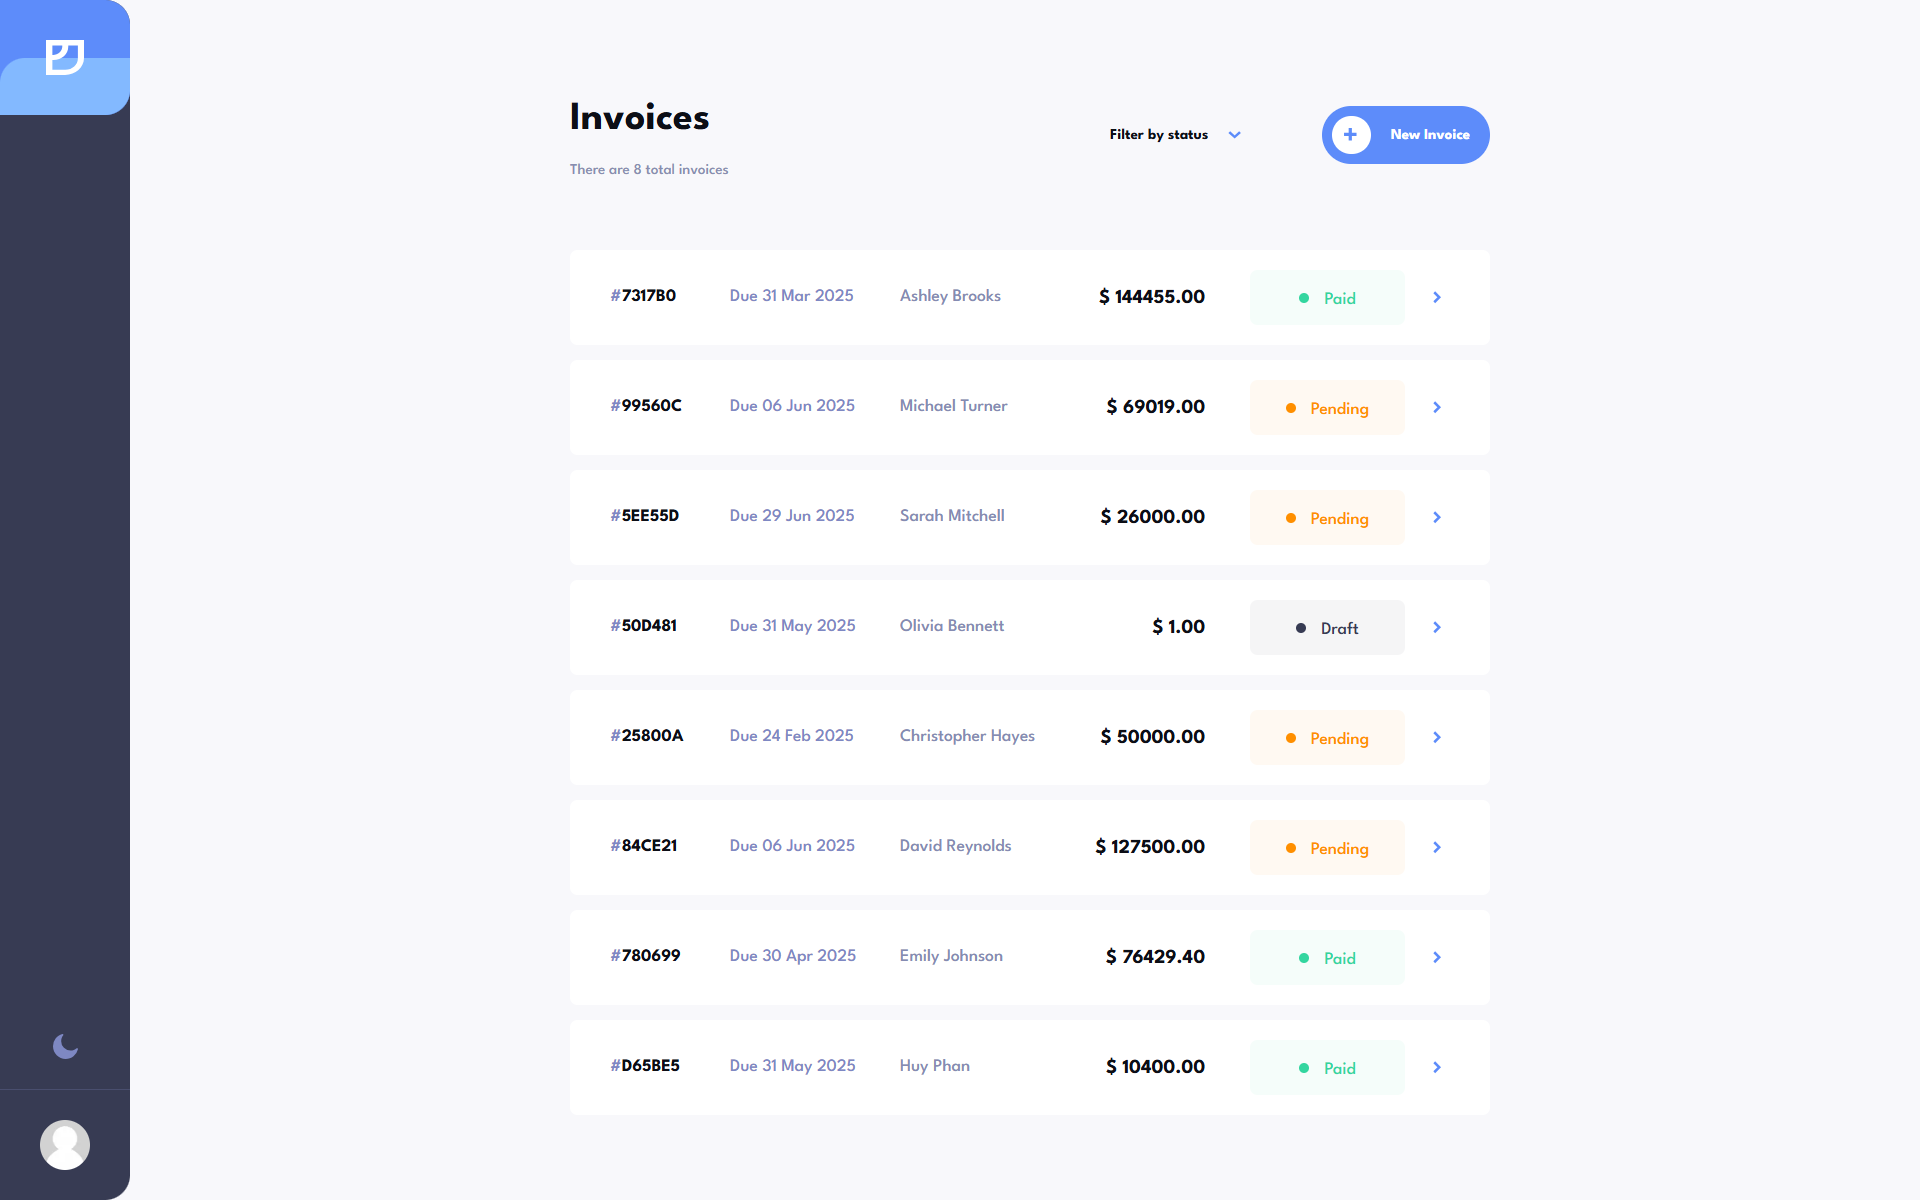 Invoices
There are 8 total invoices
Filter by status
New Invoice
#7317B0 Due 31 Mar 2025 Ashley Brooks $ 144455.00 Paid
#99560C Due 06 Jun 2025 Michael Turner $ 69019.00 Pending
#5EE55D Due 29 Jun 2025 Sarah Mitchell $ 26000.00 Pending
#50D481 Due 31 May 2025 Olivia Bennett $ 1.00 Draft
#25800A Due 24 Feb 2025 Christopher Hayes $ 50000.00 Pending
#84CE21 Due 06 Jun 2025 David Reynolds $ 127500.00 Pending
#780699 Due 30 Apr 2025 Emily Johnson $ 76429.40 Paid
#D65BE5 Due 31 May 2025 Huy Phan $ 10400.00 Paid